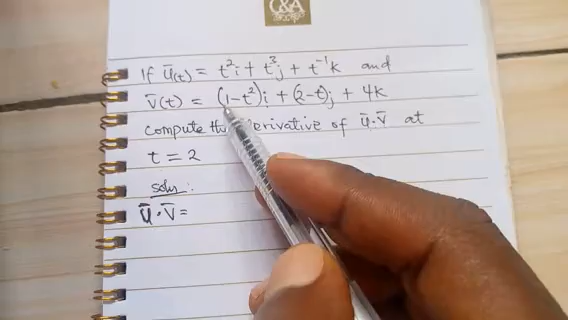 Q&A
If ū(t) = t²i + t³j + t⁻¹k and
v̄(t) = (1-t²)i + (2-t)j + 4k
compute the derivative of ū.v̄ at
t = 2
soln:
ū.v̄ =